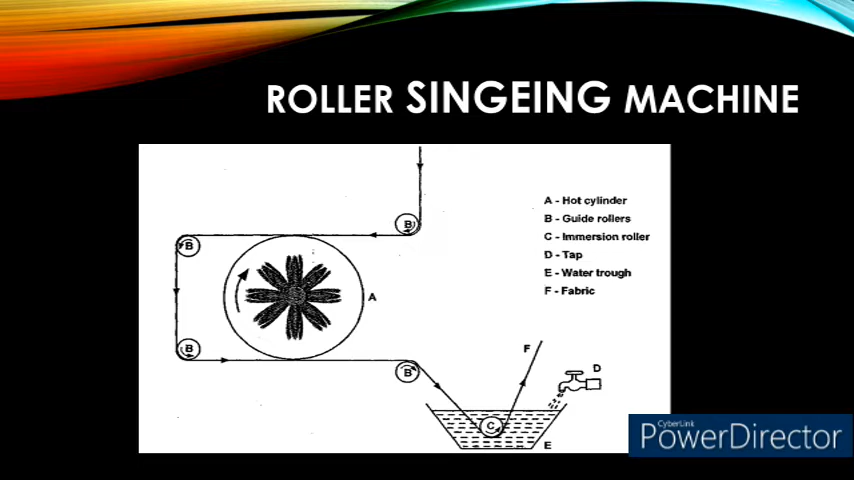 ROLLER SINGEING MACHINE
B
A - Hot cylinder
B - Guide rollers
C - Immersion roller
D - Tap
E - Water trough
F - Fabric
B
A
B
F
B
D
C
E
CyberLink
PowerDirector